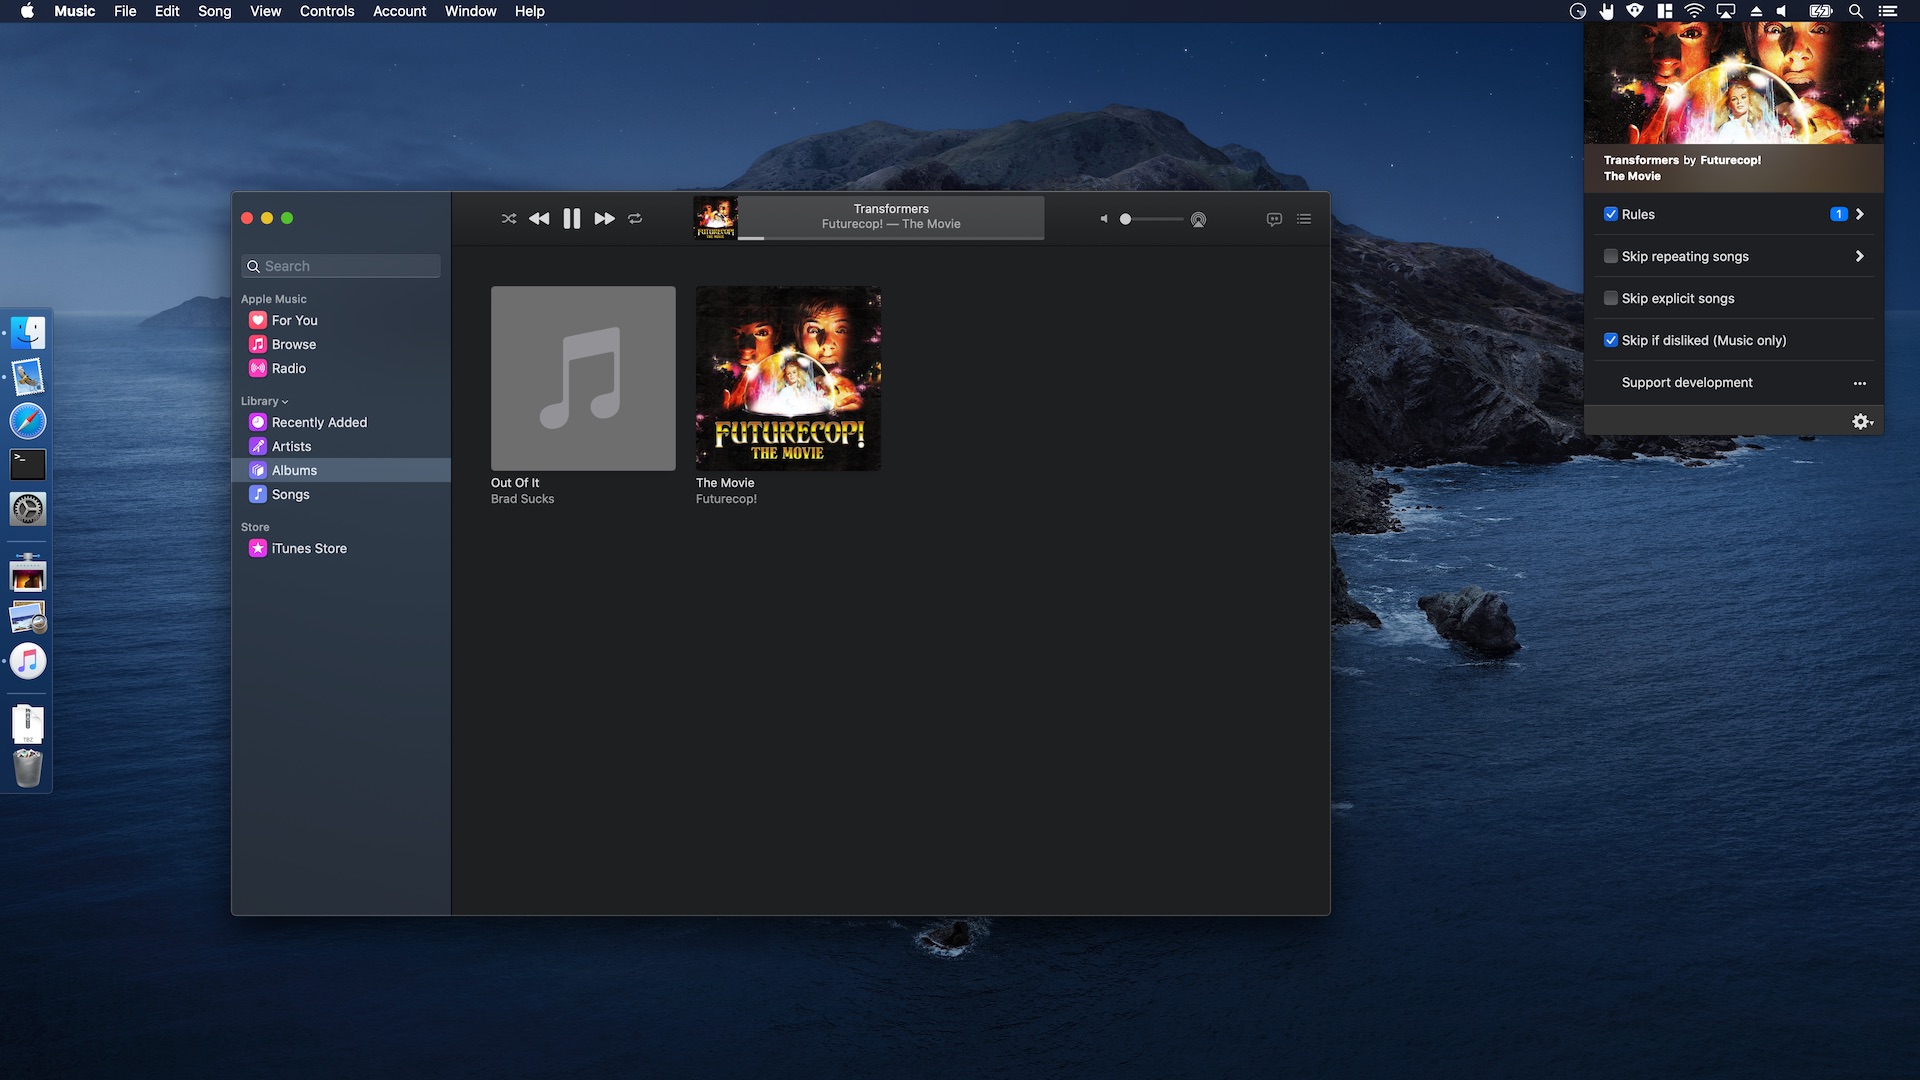 Music File Edit Song View Controls Account Window Help
Transformers by Futurecop!
The Movie
Rules 1
Skip repeating songs
Skip explicit songs
Skip if disliked (Music only)
Support development
Transformers
Futurecop! — The Movie
Search
Apple Music
For You
Browse
Radio
Library
Recently Added
Artists
Albums
Songs
Store
iTunes Store
FUTURECOP!
THE MOVIE
Out Of It
Brad Sucks
The Movie
Futurecop!
FUTURECOP!
>_
TBZ